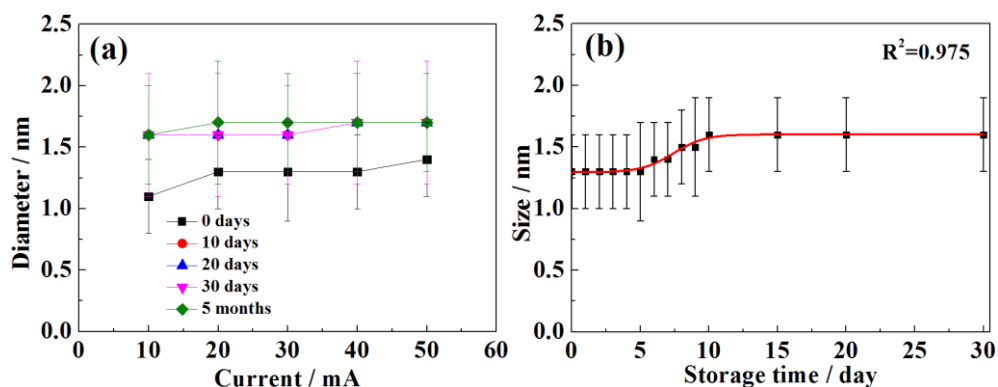 (a)
2.5
2.0
1.5
1.0
0.5
0.0
Diameter / nm
0 days
10 days
20 days
30 days
5 months
0 10 20 30 40 50 60
Current / mA
(b)
R²=0.975
2.5
2.0
1.5
1.0
0.5
0.0
Size / nm
0 5 10 15 20 25 30
Storage time / day